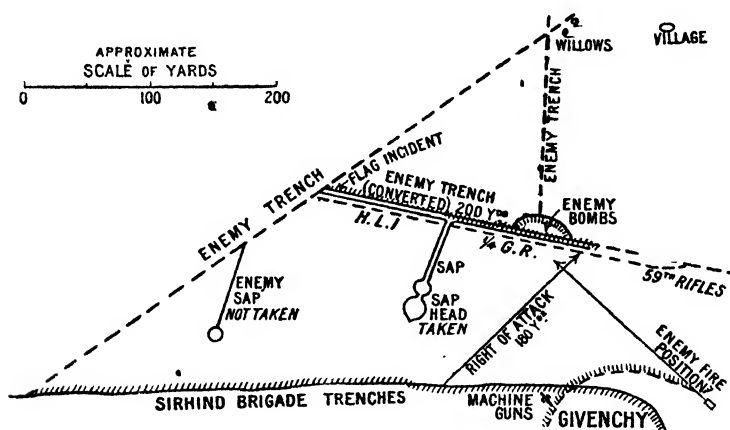 APPROXIMATE
SCALE OF YARDS
0 100 200
WILLOWS
VILLAGE
ENEMY TRENCH
ENEMY TRENCH
FLAG INCIDENT
ENEMY TRENCH
(CONVERTED) 200 Yds
ENEMY
BOMBS
H.L.I
1/4 G.R.
59TH RIFLES
ENEMY
SAP
NOT TAKEN
SAP
SAP
HEAD
TAKEN
RIGHT OF ATTACK
180 Yds
ENEMY FIRE
POSITION?
SIRHIND BRIGADE TRENCHES
MACHINE
GUNS
GIVENCHY